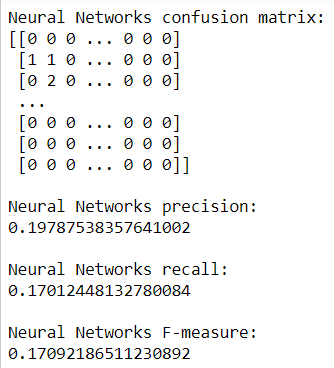 Neural Networks confusion matrix:
[[0 0 0 ... 0 0 0]
 [1 1 0 ... 0 0 0]
 [0 2 0 ... 0 0 0]
 ...
 [0 0 0 ... 0 0 0]
 [0 0 0 ... 0 0 0]
 [0 0 0 ... 0 0 0]]
Neural Networks precision:
0.19787538357641002
Neural Networks recall:
0.17012448132780084
Neural Networks F-measure:
0.17092186511230892